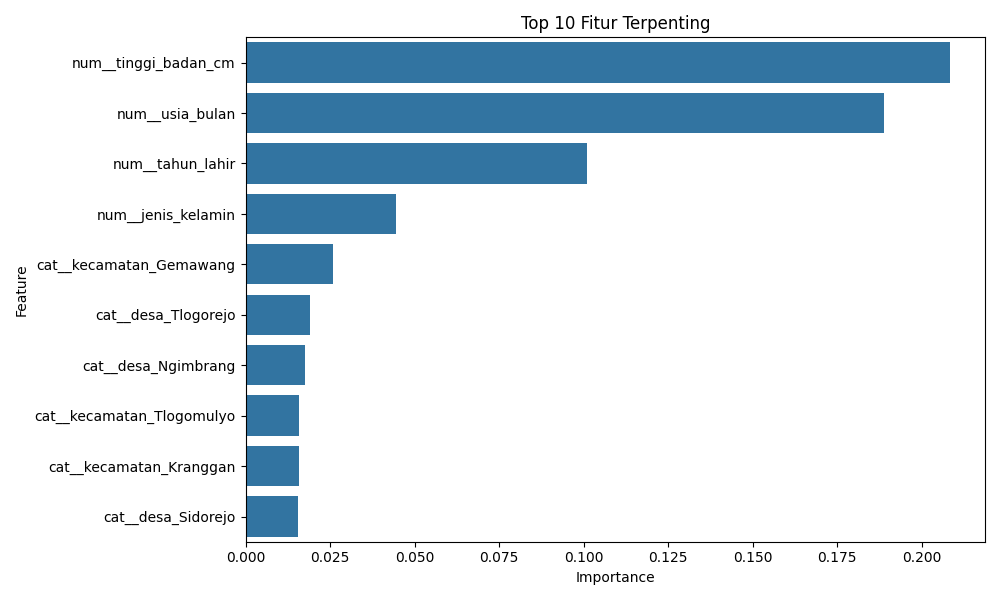 Top 10 Fitur Terpenting
num__tinggi_badan_cm
num__usia_bulan
num__tahun_lahir
num__jenis_kelamin
cat__kecamatan_Gemawang
cat__desa_Tlogorejo
cat__desa_Ngimbrang
cat__kecamatan_Tlogomulyo
cat__kecamatan_Kranggan
cat__desa_Sidorejo
Feature
0.000 0.025 0.050 0.075 0.100 0.125 0.150 0.175 0.200
Importance